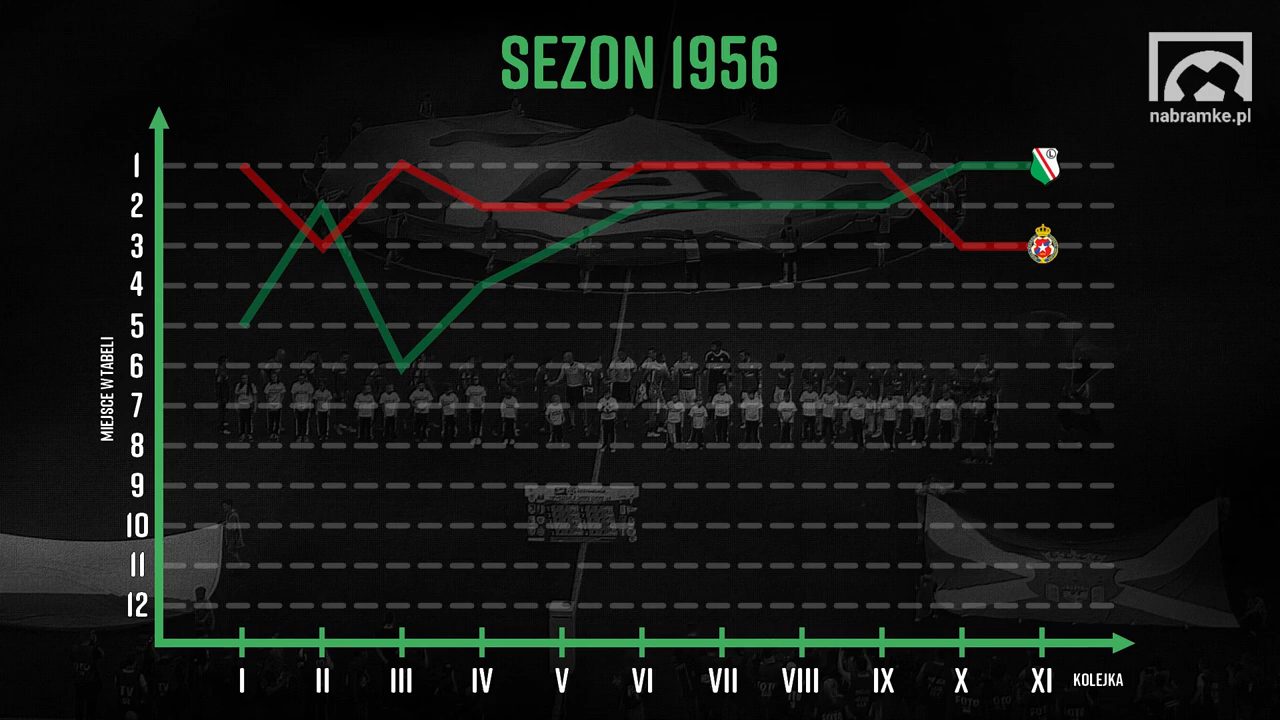 SEZON 1956
nabramke.pl
1
2
3
4
5
6
7
8
9
10
11
12
MIEJSCE W TABELI
I II III IV V VI VII VIII IX X XI KOLEJKA
L